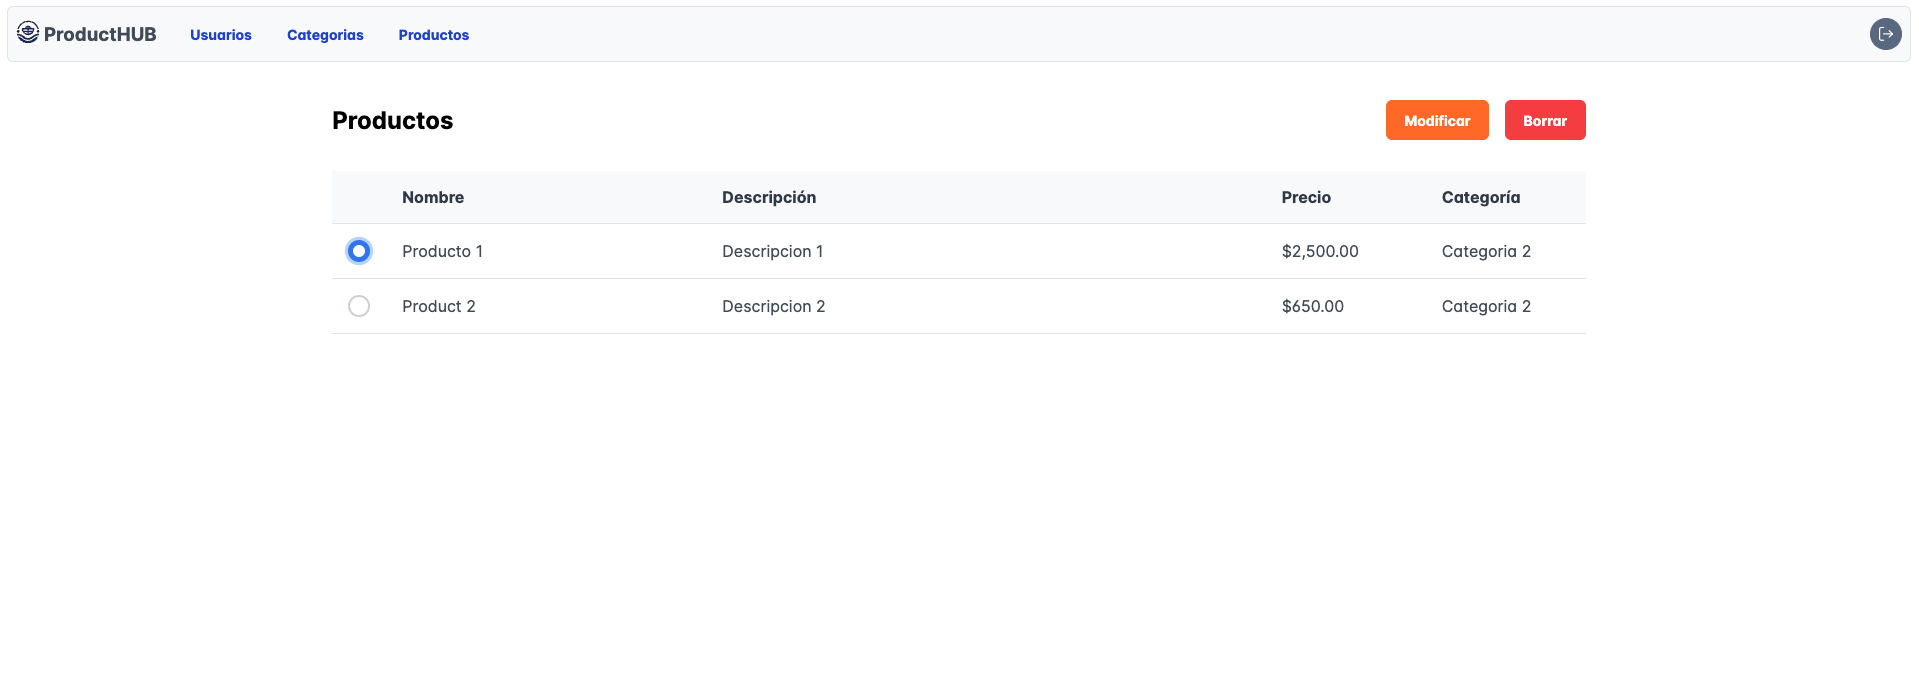 ProductHUB Usuarios Categorias Productos
Productos Modificar Borrar
Nombre Descripción Precio Categoría
Producto 1 Descripcion 1 $2,500.00 Categoria 2
Product 2 Descripcion 2 $650.00 Categoria 2